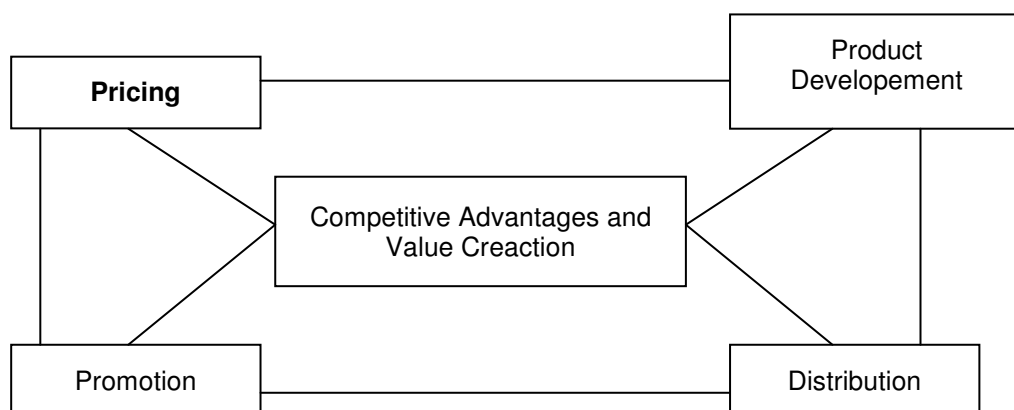 Pricing
Product
Developement
Competitive Advantages and
Value Creaction
Promotion
Distribution